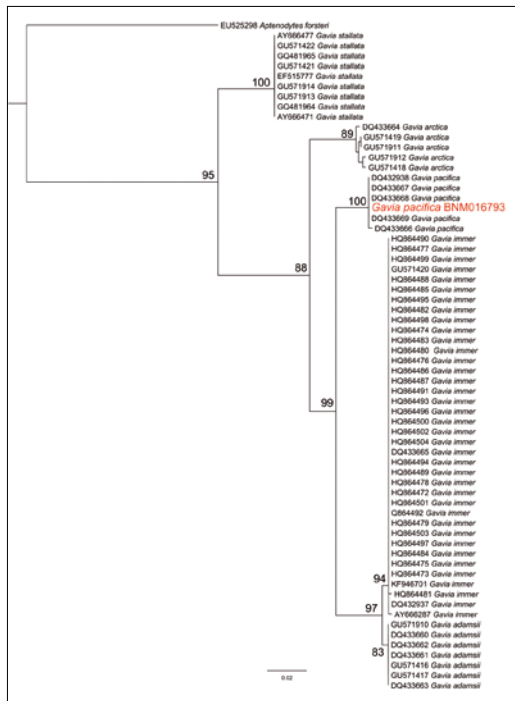 EU525298 Aptenodytes forsteri
AY666477 Gavia stallata
GU571422 Gavia stallata
GQ481965 Gavia stallata
GU571421 Gavia stallata
EF515777 Gavia stallata
100
GU571914 Gavia stallata
GU571913 Gavia stallata
GQ481964 Gavia stallata
AY666471 Gavia stallata
DQ433664 Gavia arctica
89
GU571419 Gavia arctica
GU571911 Gavia arctica
GU571912 Gavia arctica
GU571418 Gavia arctica
95
DQ432938 Gavia pacifica
DQ433667 Gavia pacifica
DQ433668 Gavia pacifica
100
Gavia pacifica BNM016793
DQ433669 Gavia pacifica
DQ433666 Gavia pacifica
HQ864490 Gavia immer
HQ864477 Gavia immer
HQ864499 Gavia immer
88
GU571420 Gavia immer
HQ864488 Gavia immer
HQ864485 Gavia immer
HQ864495 Gavia immer
HQ864482 Gavia immer
HQ864498 Gavia immer
HQ864474 Gavia immer
HQ864483 Gavia immer
HQ864480 Gavia immer
HQ864476 Gavia immer
HQ864486 Gavia immer
HQ864487 Gavia immer
HQ864491 Gavia immer
HQ864493 Gavia immer
99
HQ864496 Gavia immer
HQ864500 Gavia immer
HQ864502 Gavia immer
HQ864504 Gavia immer
DQ433665 Gavia immer
HQ864494 Gavia immer
HQ864489 Gavia immer
HQ864478 Gavia immer
HQ864472 Gavia immer
HQ864501 Gavia immer
Q864492 Gavia immer
HQ864479 Gavia immer
HQ864503 Gavia immer
HQ864497 Gavia immer
HQ864484 Gavia immer
HQ864475 Gavia immer
HQ864473 Gavia immer
94
KF946701 Gavia immer
HQ864481 Gavia immer
DQ432937 Gavia immer
97
AY666287 Gavia immer
GU571910 Gavia adamsii
DQ433660 Gavia adamsii
DQ433662 Gavia adamsii
83
DQ433661 Gavia adamsii
GU571416 Gavia adamsii
GU571417 Gavia adamsii
DQ433663 Gavia adamsii
0.02